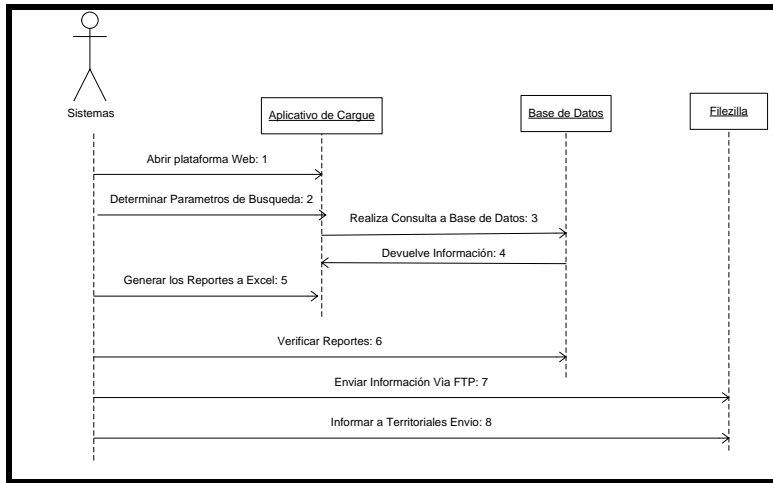 Sistemas
Aplicativo de Cargue
Base de Datos
Filezilla
Abrir plataforma Web: 1
Determinar Parametros de Busqueda: 2
Realiza Consulta a Base de Datos: 3
Devuelve Información: 4
Generar los Reportes a Excel: 5
Verificar Reportes: 6
Enviar Información Vìa FTP: 7
Informar a Territoriales Envio: 8